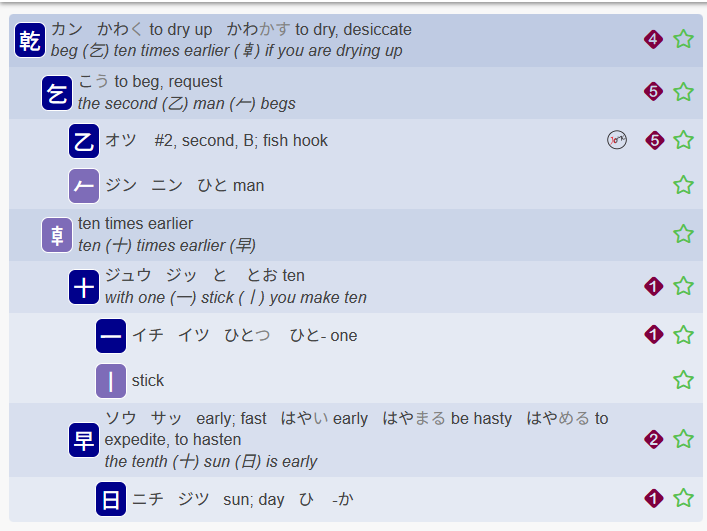 乾 カン かわく to dry up かわかす to dry, desiccate 4
beg (乞) ten times earlier (龺) if you are drying up
乞 こう to beg, request 5
the second (乙) man (𠂉) begs
乙 オツ #2, second, B; fish hook 5
𠂉 ジン ニン ひと man
龺 ten times earlier
ten (十) times earlier (早)
十 ジュウ ジッ と とお ten 1
with one (一) stick (丨) you make ten
一 イチ イツ ひとつ ひと- one 1
丨 stick
早 ソウ サッ early; fast はやい early はやまる be hasty はやめる to
expedite, to hasten 2
the tenth (十) sun (日) is early
日 ニチ ジツ sun; day ひ -か 1